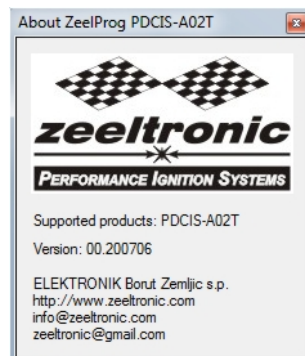 About ZeelProg PDCIS-A02T
zeeltronic
PERFORMANCE IGNITION SYSTEMS
Supported products: PDCIS-A02T
Version: 00.200706
ELEKTRONIK Borut Zemljic s.p.
http://www.zeeltronic.com
info@zeeltronic.com
zeeltronic@gmail.com